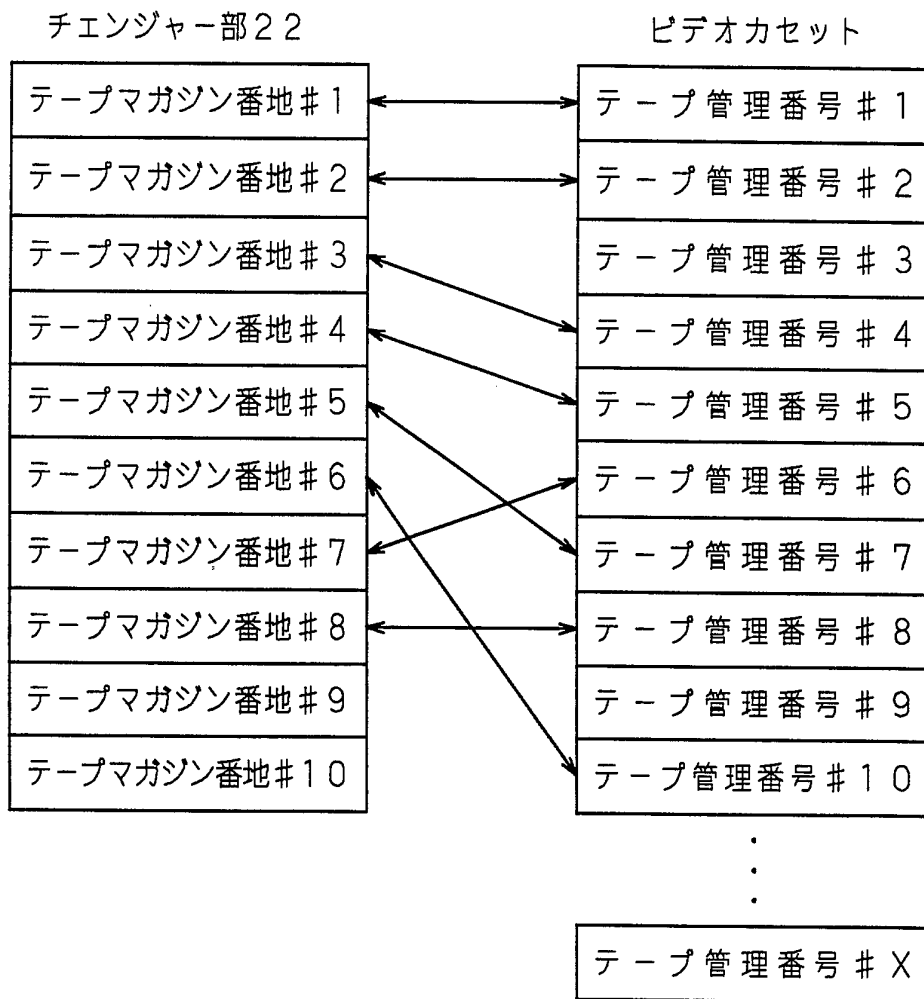 チェンジャー部22
テープマガジン番地#1
テープマガジン番地#2
テープマガジン番地#3
テープマガジン番地#4
テープマガジン番地#5
テープマガジン番地#6
テープマガジン番地#7
テープマガジン番地#8
テープマガジン番地#9
テープマガジン番地#10
ビデオカセット
テープ管理番号#1
テープ管理番号#2
テープ管理番号#3
テープ管理番号#4
テープ管理番号#5
テープ管理番号#6
テープ管理番号#7
テープ管理番号#8
テープ管理番号#9
テープ管理番号#10
テープ管理番号#X